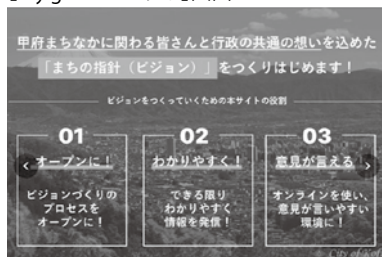 甲府まちなかに関わる皆さんと行政の共通の想いを込めた
「まちの指針（ビジョン）」をつくりはじめます！
ビジョンをつくっていくための本サイトの役割
01
オープンに！
ビジョンづくりの
プロセスを
オープンに！
02
わかりやすく！
できる限り
わかりやすく
情報を発信！
03
意見が言える
オンラインを使い、
意見が言いやすい
環境に！
City of Kof